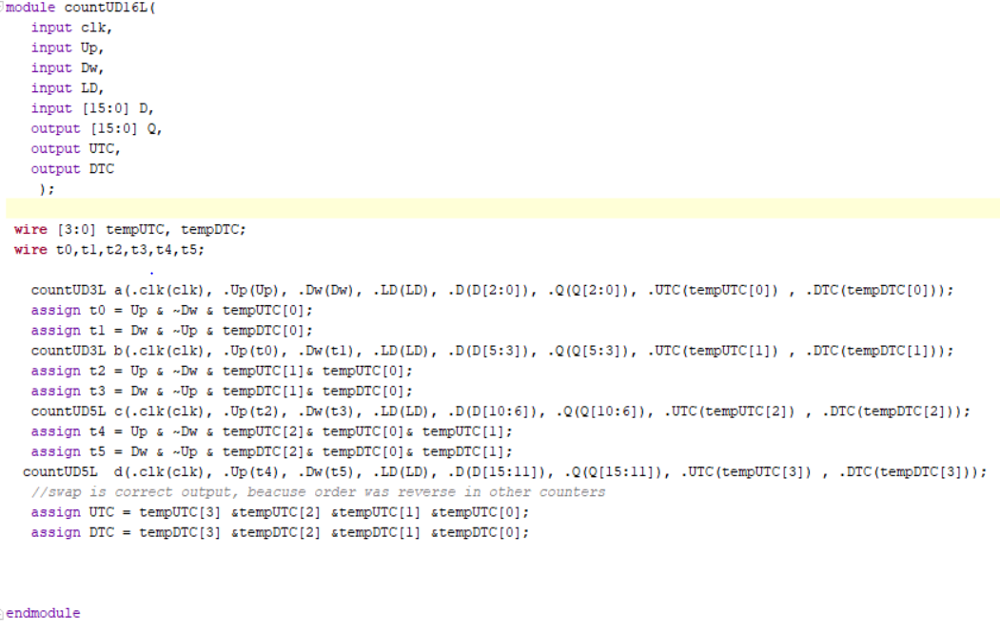 module countUD16L(
input clk,
input Up,
input Dw,
input LD,
input [15:0] D,
output [15:0] Q,
output UTC,
output DTC
);
wire [3:0] tempUTC, tempDTC;
wire t0,t1,t2,t3,t4,t5;
countUD3L a(.clk(clk), .Up(Up), .Dw(Dw), .LD(LD), .D(D[2:0]), .Q(Q[2:0]), .UTC(tempUTC[0]) , .DTC(tempDTC[0]));
assign t0 = Up & ~Dw & tempUTC[0];
assign t1 = Dw & ~Up & tempDTC[0];
countUD3L b(.clk(clk), .Up(t0), .Dw(t1), .LD(LD), .D(D[5:3]), .Q(Q[5:3]), .UTC(tempUTC[1]) , .DTC(tempDTC[1]));
assign t2 = Up & ~Dw & tempUTC[1]& tempUTC[0];
assign t3 = Dw & ~Up & tempDTC[1]& tempDTC[0];
countUD5L c(.clk(clk), .Up(t2), .Dw(t3), .LD(LD), .D(D[10:6]), .Q(Q[10:6]), .UTC(tempUTC[2]) , .DTC(tempDTC[2]));
assign t4 = Up & ~Dw & tempUTC[2]& tempUTC[0]& tempUTC[1];
assign t5 = Dw & ~Up & tempDTC[2]& tempDTC[0]& tempDTC[1];
countUD5L d(.clk(clk), .Up(t4), .Dw(t5), .LD(LD), .D(D[15:11]), .Q(Q[15:11]), .UTC(tempUTC[3]) , .DTC(tempDTC[3]));
//swap is correct output, beacuse order was reverse in other counters
assign UTC = tempUTC[3] &tempUTC[2] &tempUTC[1] &tempUTC[0];
assign DTC = tempDTC[3] &tempDTC[2] &tempDTC[1] &tempDTC[0];
endmodule